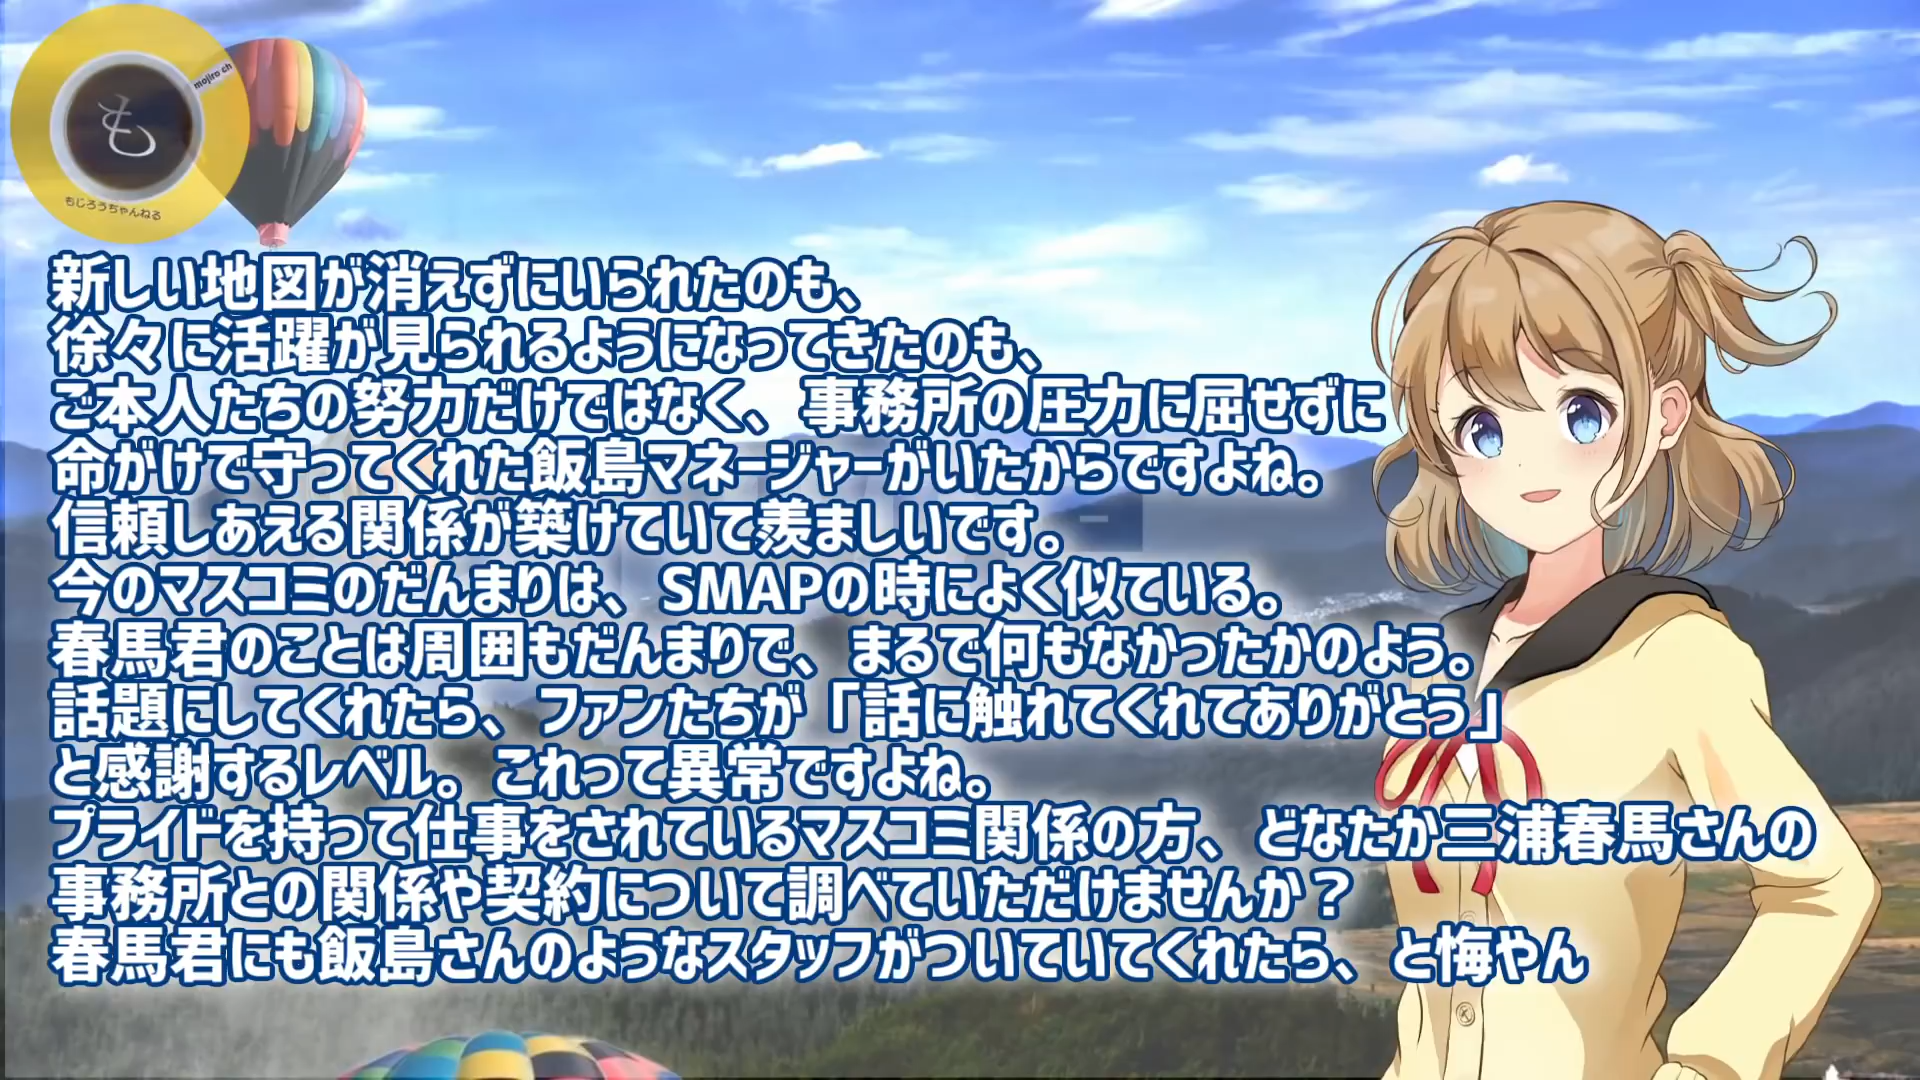 mojiro ch
も
もじろうちゃんねる
新しい地図が消えずにいられたのも、
徐々に活躍が見られるようになってきたのも、
ご本人たちの努力だけではなく、事務所の圧力に屈せずに
命がけで守ってくれた飯島マネージャーがいたからですよね。
信頼しあえる関係が築けていて羨ましいです。
今のマスコミのだんまりは、SMAPの時によく似ている。
春馬君のことは周囲もだんまりで、まるで何もなかったかのよう。
話題にしてくれたら、ファンたちが「話に触れてくれてありがとう」
と感謝するレベル。これって異常ですよね。
プライドを持って仕事をされているマスコミ関係の方、どなたか三浦春馬さんの
事務所との関係や契約について調べていただけませんか？
春馬君にも飯島さんのようなスタッフがついていてくれたら、と悔やん